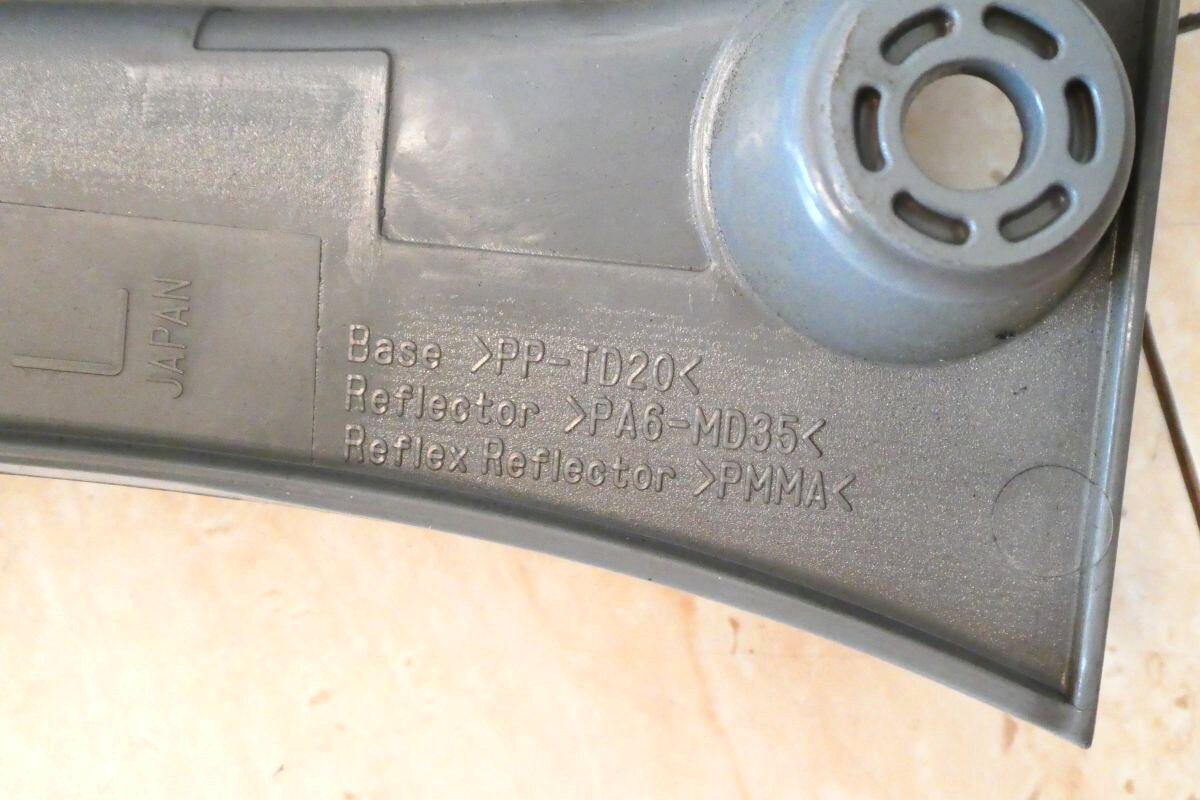 L
JAPAN
Base >PP-TD20<
Reflector >PA6-MD35<
Reflex Reflector >PMMA<